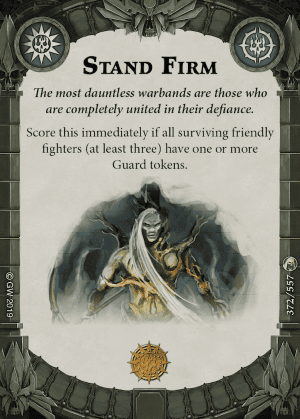 STAND FIRM
The most dauntless warbands are those who
are completely united in their defiance.
Score this immediately if all surviving friendly
fighters (at least three) have one or more
Guard tokens.
© GW 2019
372/557